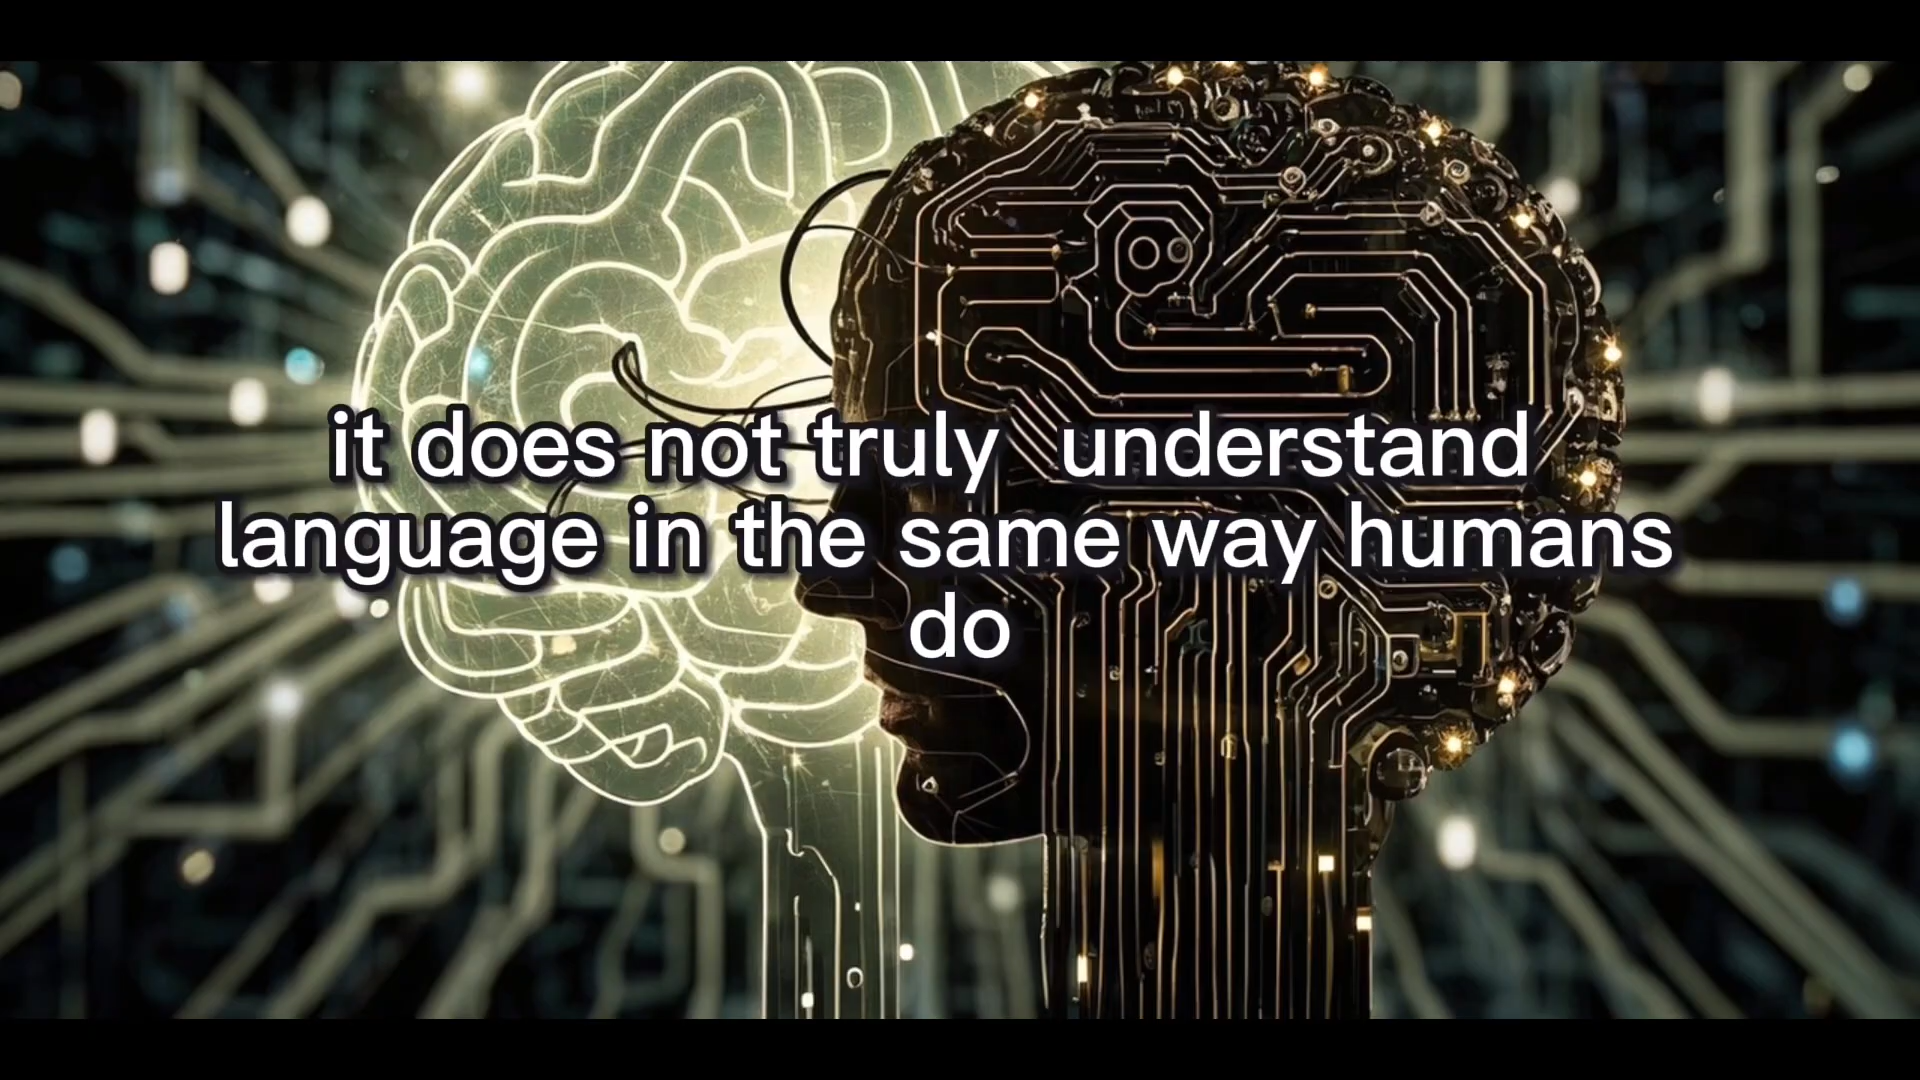 it does not truly  understand
language in the same way humans
do